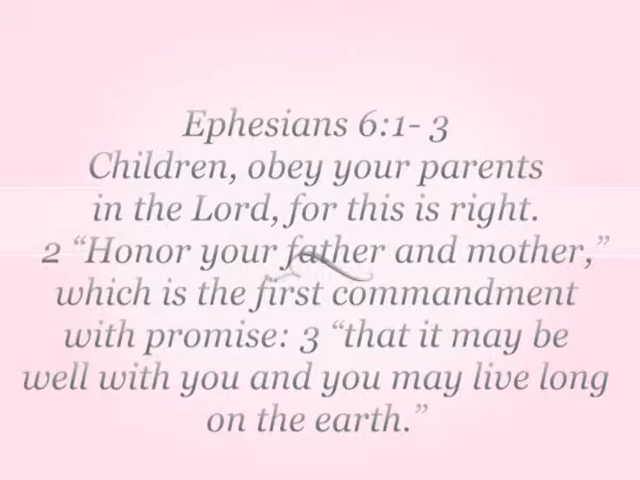 Ephesians 6:1- 3
Children, obey your parents
in the Lord, for this is right.
2 “Honor your father and mother,”
which is the first commandment
with promise: 3 “that it may be
well with you and you may live long
on the earth.”